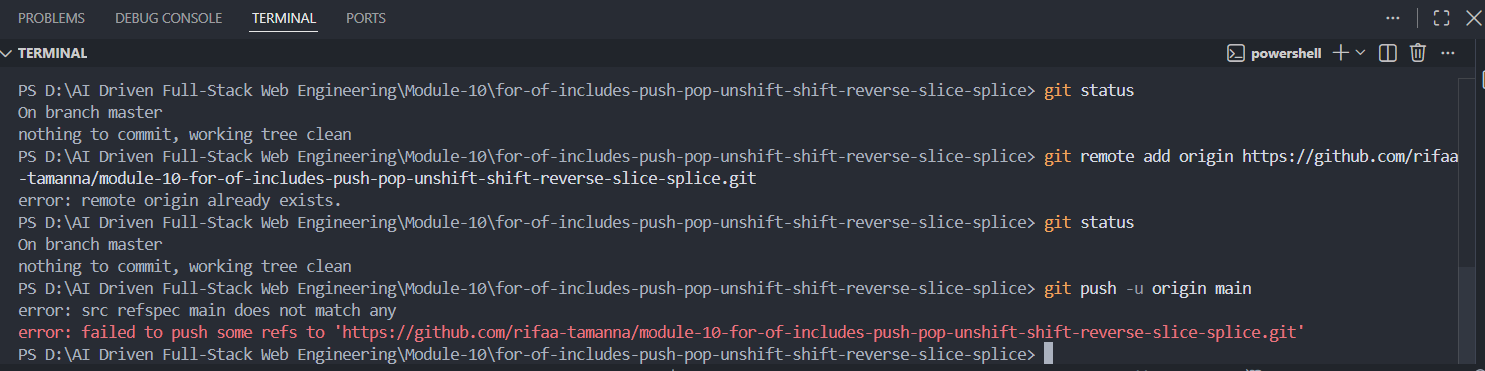 PROBLEMS DEBUG CONSOLE TERMINAL PORTS
TERMINAL
powershell
PS D:\AI Driven Full-Stack Web Engineering\Module-10\for-of-includes-push-pop-unshift-shift-reverse-slice-splice> git status
On branch master
nothing to commit, working tree clean
PS D:\AI Driven Full-Stack Web Engineering\Module-10\for-of-includes-push-pop-unshift-shift-reverse-slice-splice> git remote add origin https://github.com/rifaa
-tamanna/module-10-for-of-includes-push-pop-unshift-shift-reverse-slice-splice.git
error: remote origin already exists.
PS D:\AI Driven Full-Stack Web Engineering\Module-10\for-of-includes-push-pop-unshift-shift-reverse-slice-splice> git status
On branch master
nothing to commit, working tree clean
PS D:\AI Driven Full-Stack Web Engineering\Module-10\for-of-includes-push-pop-unshift-shift-reverse-slice-splice> git push -u origin main
error: src refspec main does not match any
error: failed to push some refs to 'https://github.com/rifaa-tamanna/module-10-for-of-includes-push-pop-unshift-shift-reverse-slice-splice.git'
PS D:\AI Driven Full-Stack Web Engineering\Module-10\for-of-includes-push-pop-unshift-shift-reverse-slice-splice>